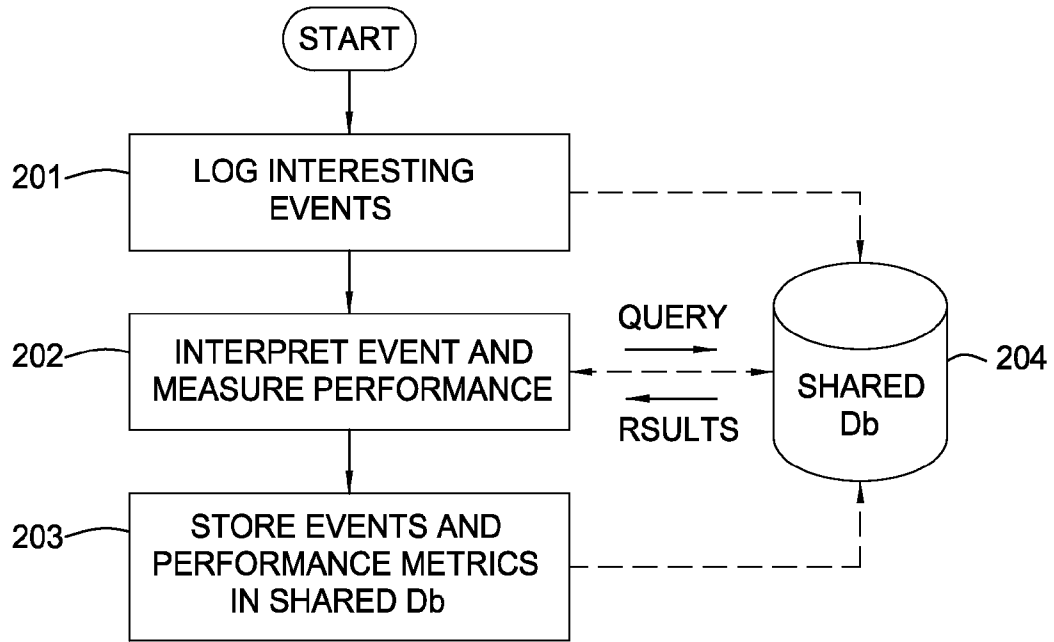 START
201
LOG INTERESTING
EVENTS
202
INTERPRET EVENT AND
MEASURE PERFORMANCE
QUERY
RSULTS
SHARED
Db
204
203
STORE EVENTS AND
PERFORMANCE METRICS
IN SHARED Db